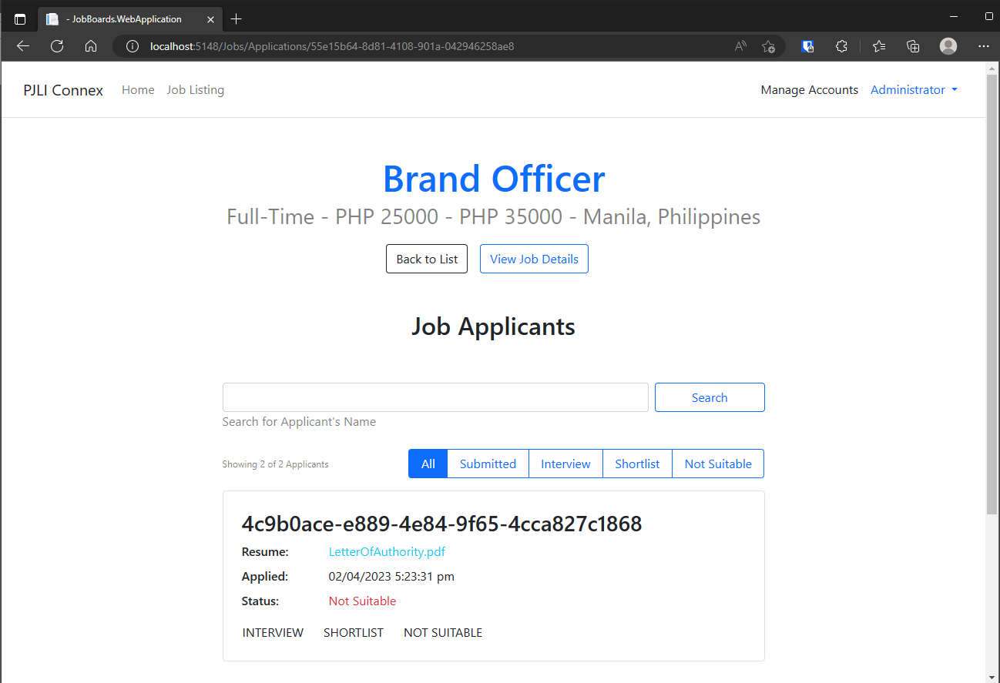 - JobBoards.WebApplication
localhost:5148/Jobs/Applications/55e15b64-8d81-4108-901a-042946258ae8
PJLI Connex Home Job Listing Manage Accounts Administrator
Brand Officer
Full-Time - PHP 25000 - PHP 35000 - Manila, Philippines
Back to List View Job Details
Job Applicants
Search
Search for Applicant's Name
Showing 2 of 2 Applicants All Submitted Interview Shortlist Not Suitable
4c9b0ace-e889-4e84-9f65-4cca827c1868
Resume: LetterOfAuthority.pdf
Applied: 02/04/2023 5:23:31 pm
Status: Not Suitable
INTERVIEW SHORTLIST NOT SUITABLE